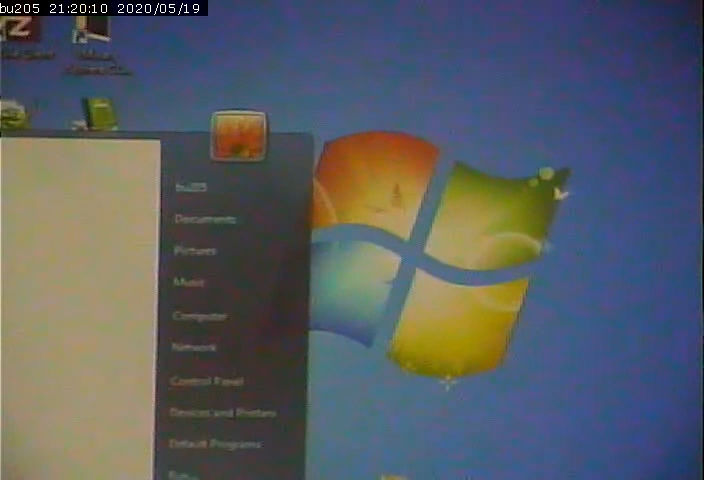 bu205 21:20:10 2020/05/19
Z
bu205
Documents
Pictures
Music
Computer
Network
Control Panel
Devices and Printers
Default Programs